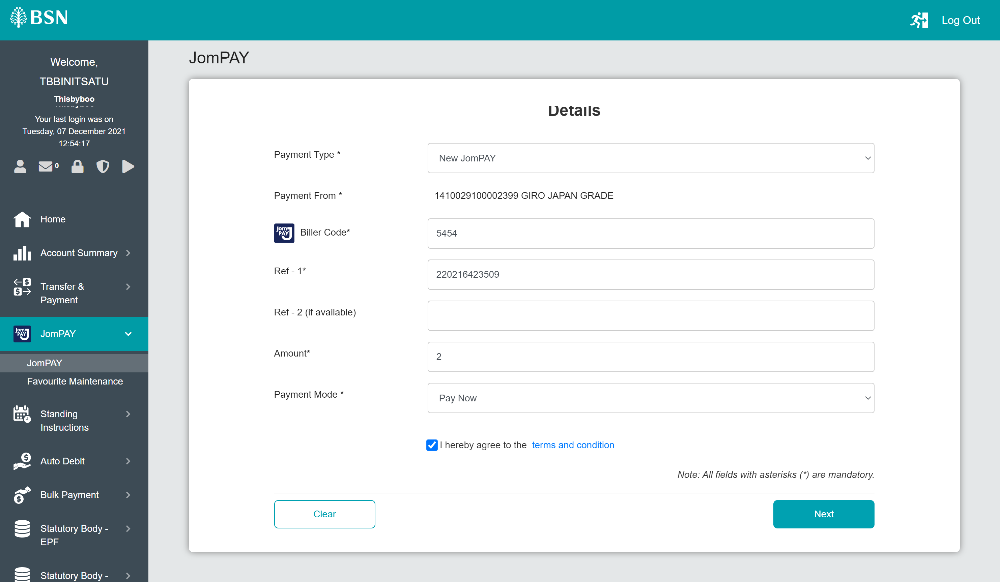 BSN
Log Out
Welcome,
TBBINITSATU
Thisbyboo
Your last login was on
Tuesday, 07 December 2021
12:54:17
0
Home
Account Summary
Transfer &
Payment
Jom
PAY
JomPAY
JomPAY
Favourite Maintenance
Standing
Instructions
Auto Debit
Bulk Payment
Statutory Body -
EPF
Statutory Body -
JomPAY
Details
Payment Type *
New JomPAY
Payment From *
1410029100002399 GIRO JAPAN GRADE
Jom
PAY
Biller Code*
5454
Ref - 1*
220216423509
Ref - 2 (if available)
Amount*
2
Payment Mode *
Pay Now
I hereby agree to the terms and condition
Note: All fields with asterisks (*) are mandatory.
Clear
Next